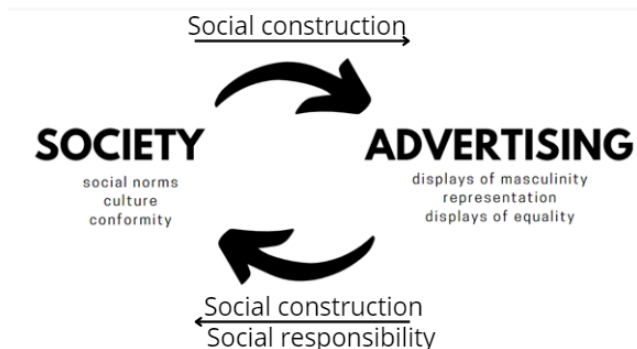 Social construction
SOCIETY
social norms
culture
conformity
ADVERTISING
displays of masculinity
representation
displays of equality
Social construction
Social responsibility